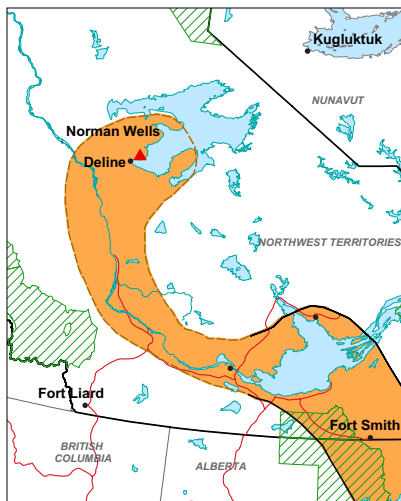 Kugluktuk
NUNAVUT
Norman Wells
Deline
NORTHWEST TERRITORIES
Fort Liard
Fort Smith
BRITISH
COLUMBIA
ALBERTA